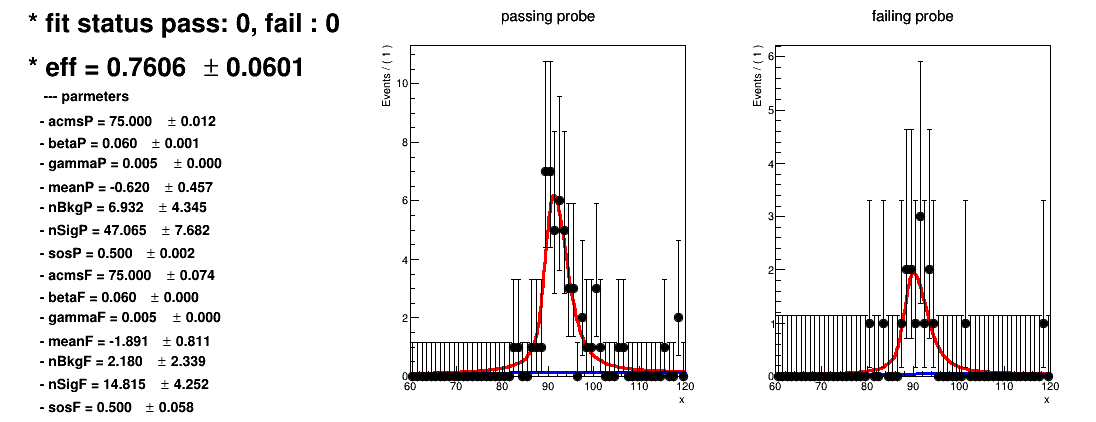 * fit status pass: 0, fail : 0
* eff = 0.7606 ± 0.0601
--- parmeters
- acmsP = 75.000 ± 0.012
- betaP = 0.060 ± 0.001
- gammaP = 0.005 ± 0.000
- meanP = -0.620 ± 0.457
- nBkgP = 6.932 ± 4.345
- nSigP = 47.065 ± 7.682
- sosP = 0.500 ± 0.002
- acmsF = 75.000 ± 0.074
- betaF = 0.060 ± 0.000
- gammaF = 0.005 ± 0.000
- meanF = -1.891 ± 0.811
- nBkgF = 2.180 ± 2.339
- nSigF = 14.815 ± 4.252
- sosF = 0.500 ± 0.058
passing probe
Events / ( 1 )
10
8
6
4
2
0
60 70 80 90 100 110 120
x
failing probe
Events / ( 1 )
6
5
4
3
2
1
0
60 70 80 90 100 110 120
x